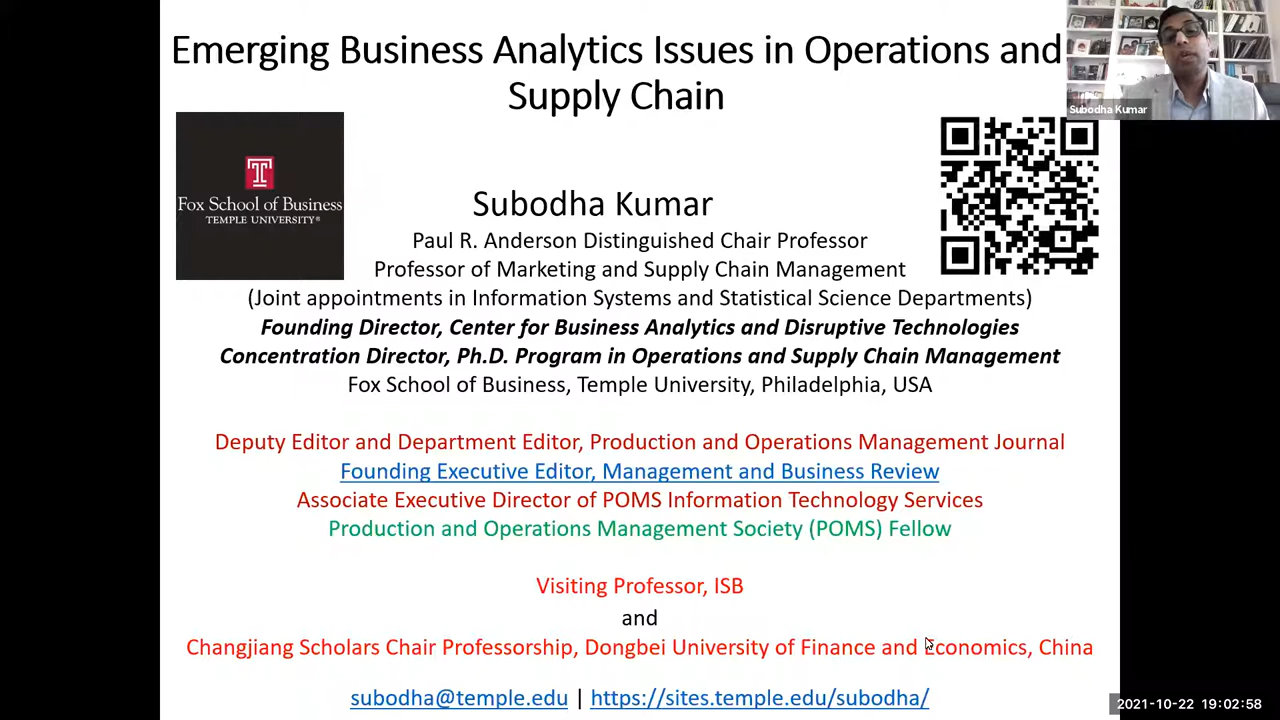 Emerging Business Analytics Issues in Operations and
Supply Chain
Subodha Kumar
T
Fox School of Business
TEMPLE UNIVERSITY®
Subodha Kumar
Paul R. Anderson Distinguished Chair Professor
Professor of Marketing and Supply Chain Management
(Joint appointments in Information Systems and Statistical Science Departments)
Founding Director, Center for Business Analytics and Disruptive Technologies
Concentration Director, Ph.D. Program in Operations and Supply Chain Management
Fox School of Business, Temple University, Philadelphia, USA
Deputy Editor and Department Editor, Production and Operations Management Journal
Founding Executive Editor, Management and Business Review
Associate Executive Director of POMS Information Technology Services
Production and Operations Management Society (POMS) Fellow
Visiting Professor, ISB
and
Changjiang Scholars Chair Professorship, Dongbei University of Finance and Economics, China
subodha@temple.edu | https://sites.temple.edu/subodha/
2021-10-22 19:02:58